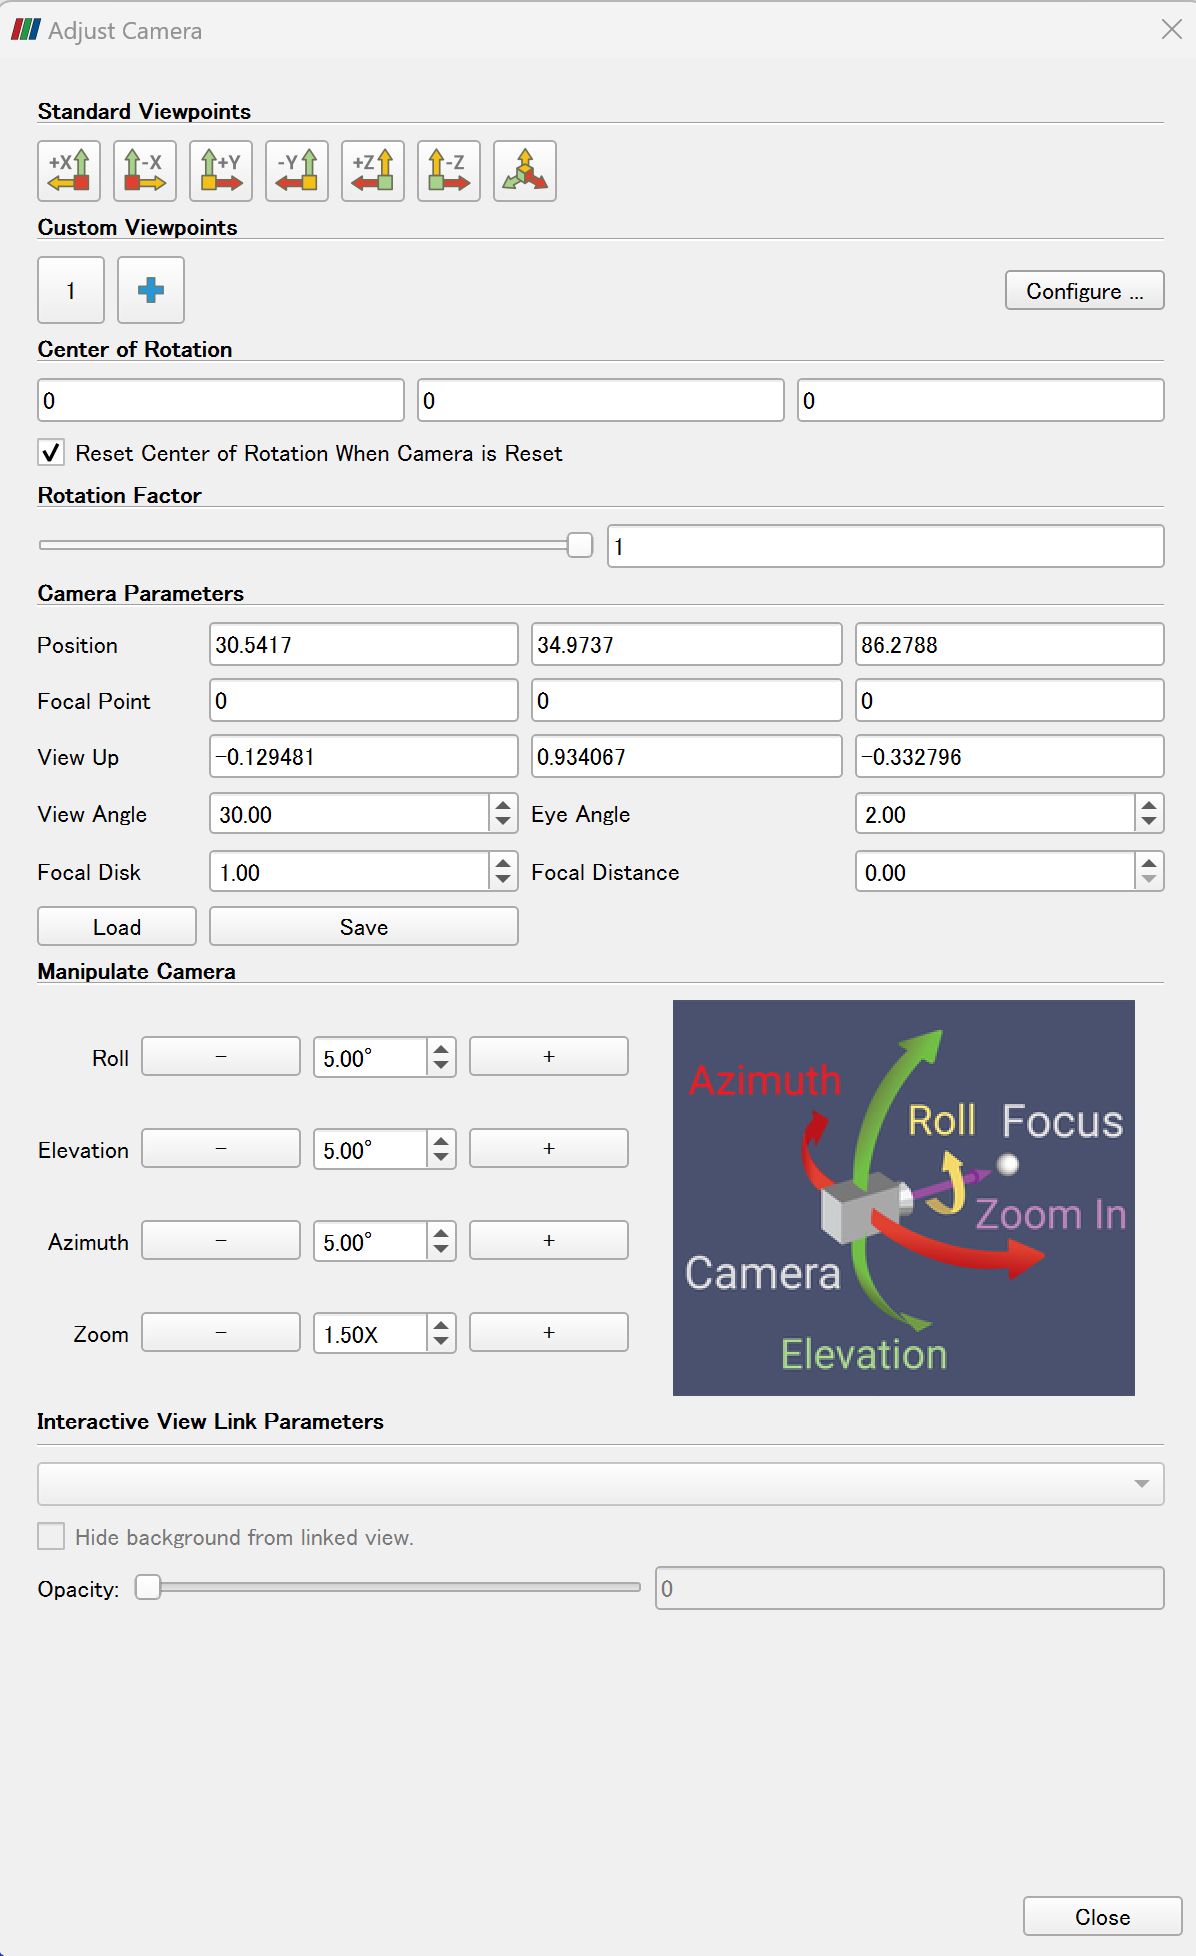 Adjust Camera
Standard Viewpoints
+X -X +Y -Y +Z -Z
Custom Viewpoints
1 Configure ...
Center of Rotation
0 0 0
Reset Center of Rotation When Camera is Reset
Rotation Factor
1
Camera Parameters
Position 30.5417 34.9737 86.2788
Focal Point 0 0 0
View Up -0.129481 0.934067 -0.332796
View Angle 30.00 Eye Angle 2.00
Focal Disk 1.00 Focal Distance 0.00
Load Save
Manipulate Camera
Roll - 5.00° +
Elevation - 5.00° +
Azimuth - 5.00° +
Zoom - 1.50X +
Azimuth
Roll Focus
Zoom In
Camera
Elevation
Interactive View Link Parameters
Hide background from linked view.
Opacity: 0
Close